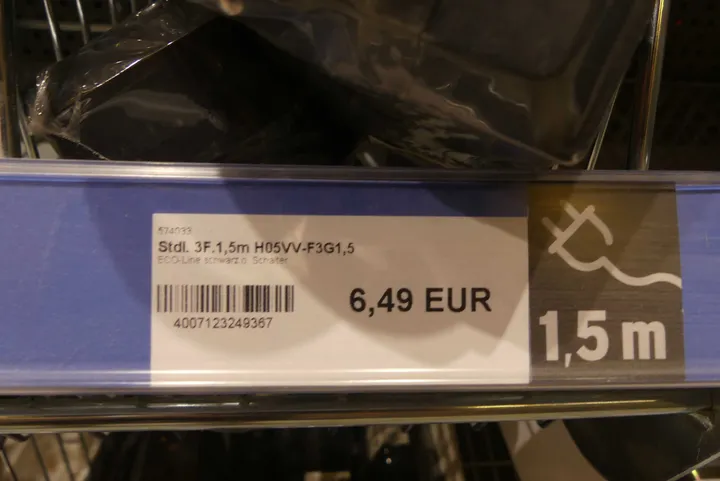 574033
Stdl. 3F.1,5m H05VV-F3G1,5
ECO-Line schwarz o. Schalter
6,49 EUR
4007123249367
1,5 m